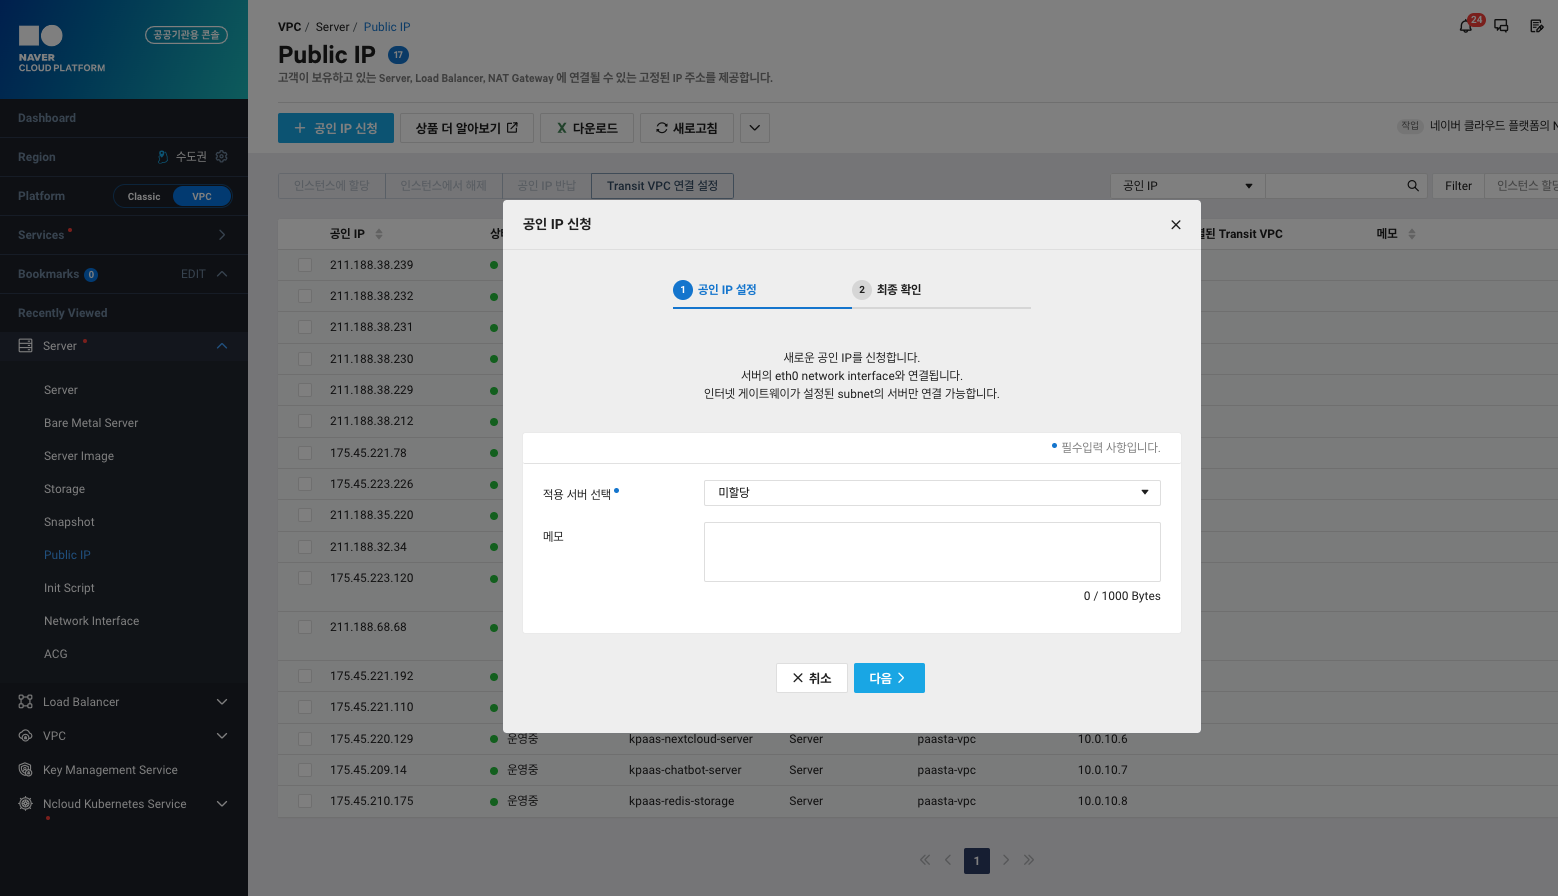 NAVER
CLOUD PLATFORM
공공기관용 콘솔
Dashboard
Region
수도권
Platform
Classic
VPC
Services
Bookmarks 0
EDIT
Recently Viewed
Server
Server
Bare Metal Server
Server Image
Storage
Snapshot
Public IP
Init Script
Network Interface
ACG
Load Balancer
VPC
Key Management Service
Ncloud Kubernetes Service
VPC / Server / Public IP
24
Public IP 17
고객이 보유하고 있는 Server, Load Balancer, NAT Gateway 에 연결될 수 있는 고정된 IP 주소를 제공합니다.
+ 공인 IP 신청
상품 더 알아보기
X 다운로드
새로고침
작업 네이버 클라우드 플랫폼의
인스턴스에 할당
인스턴스에서 해제
공인 IP 반납
Transit VPC 연결 설정
공인 IP
Filter
인스턴스
공인 IP
Transit VPC
메모
211.188.38.239
211.188.38.232
211.188.38.231
211.188.38.230
211.188.38.229
211.188.38.212
175.45.221.78
175.45.223.226
211.188.35.220
211.188.32.34
175.45.223.120
211.188.68.68
175.45.221.192
175.45.221.110
175.45.220.129 운영중 kpaas-nextcloud-server Server paasta-vpc 10.0.10.6
175.45.209.14 운영중 kpaas-chatbot-server Server paasta-vpc 10.0.10.7
175.45.210.175 운영중 kpaas-redis-storage Server paasta-vpc 10.0.10.8
1
공인 IP 신청
1 공인 IP 설정
2 최종 확인
새로운 공인 IP를 신청합니다.
서버의 eth0 network interface와 연결됩니다.
인터넷 게이트웨이가 설정된 subnet의 서버만 연결 가능합니다.
필수입력 사항입니다.
적용 서버 선택
미할당
메모
0 / 1000 Bytes
취소
다음